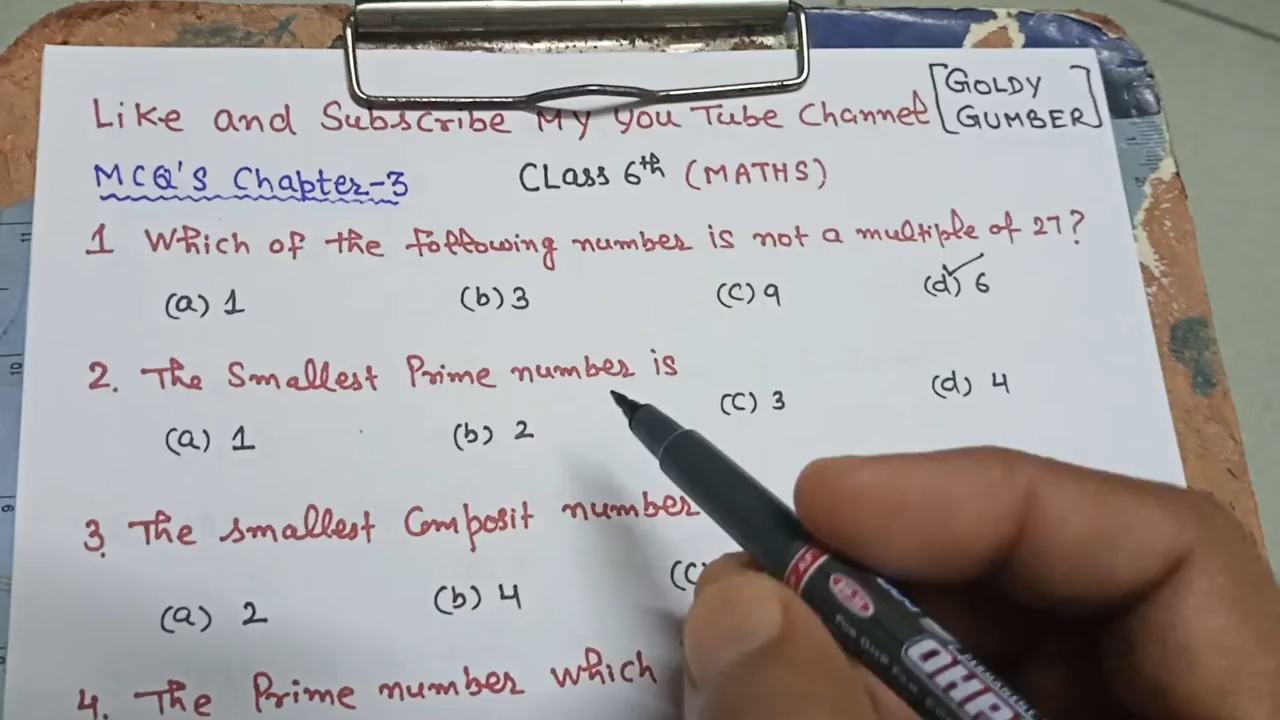 Like and Subscribe My You Tube Channel [GOLDY GUMBER]
MCQ'S Chapter-3 CLass 6th (MATHS)
1 Which of the following number is not a multiple of 27?
(a) 1 (b) 3 (c) 9 (d) 6
2. The Smallest Prime number is
(a) 1 (b) 2 (c) 3 (d) 4
3. The smallest Composit number
(a) 2 (b) 4 (c)
4. The Prime number which
OHP